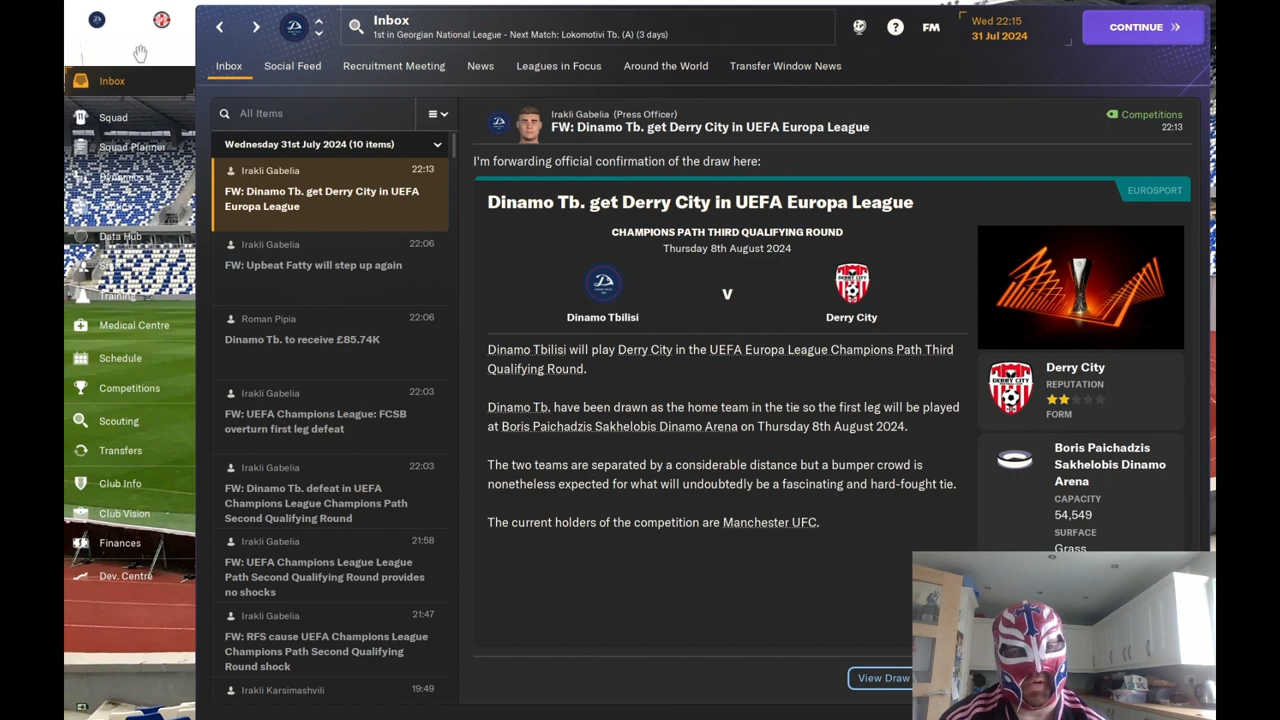 Inbox
1st in Georgian National League - Next Match: Lokomotivi Tb. (A) (3 days)
FM
Wed 22:15
31 Jul 2024
CONTINUE
Inbox
Social Feed
Recruitment Meeting
News
Leagues in Focus
Around the World
Transfer Window News
Inbox
Squad
Squad Planner
Dynamics
Data Hub
Staff
Training
Medical Centre
Schedule
Competitions
Scouting
Transfers
Club Info
Club Vision
Finances
Dev. Centre
All Items
Wednesday 31st July 2024 (10 items)
Irakli Gabelia
22:13
FW: Dinamo Tb. get Derry City in UEFA
Europa League
Irakli Gabelia
22:06
FW: Upbeat Fatty will step up again
Roman Pipia
22:06
Dinamo Tb. to receive £85.74K
Irakli Gabelia
22:03
FW: UEFA Champions League: FCSB
overturn first leg defeat
Irakli Gabelia
22:03
FW: Dinamo Tb. defeat in UEFA
Champions League Champions Path
Second Qualifying Round
Irakli Gabelia
21:58
FW: UEFA Champions League League
Path Second Qualifying Round provides
no shocks
Irakli Gabelia
21:47
FW: RFS cause UEFA Champions League
Champions Path Second Qualifying
Round shock
Irakli Karsimashvili
19:49
Irakli Gabelia (Press Officer)
FW: Dinamo Tb. get Derry City in UEFA Europa League
Competitions
22:13
I'm forwarding official confirmation of the draw here:
EUROSPORT
Dinamo Tb. get Derry City in UEFA Europa League
CHAMPIONS PATH THIRD QUALIFYING ROUND
Thursday 8th August 2024
v
Dinamo Tbilisi
Derry City
Dinamo Tbilisi will play Derry City in the UEFA Europa League Champions Path Third
Qualifying Round.
Dinamo Tb. have been drawn as the home team in the tie so the first leg will be played
at Boris Paichadzis Sakhelobis Dinamo Arena on Thursday 8th August 2024.
The two teams are separated by a considerable distance but a bumper crowd is
nonetheless expected for what will undoubtedly be a fascinating and hard-fought tie.
The current holders of the competition are Manchester UFC.
Derry City
REPUTATION
FORM
Boris Paichadzis
Sakhelobis Dinamo
Arena
CAPACITY
54,549
SURFACE
Grass
View Draw